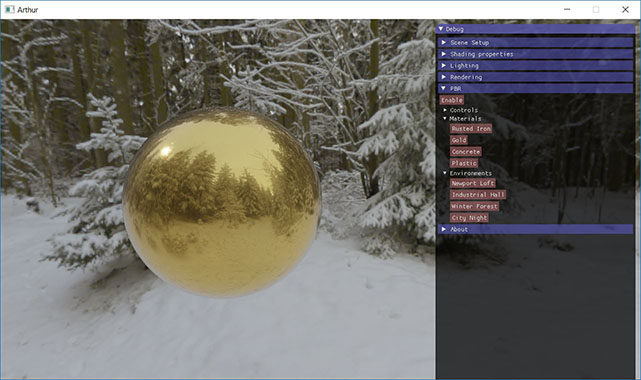 Arthur
Debug
Scene Setup
Shading properties
Lighting
Rendering
PBR
Enable
Controls
Materials
Rusted Iron
Gold
Concrete
Plastic
Environments
Newport Loft
Industrial Hall
Winter Forest
City Night
About